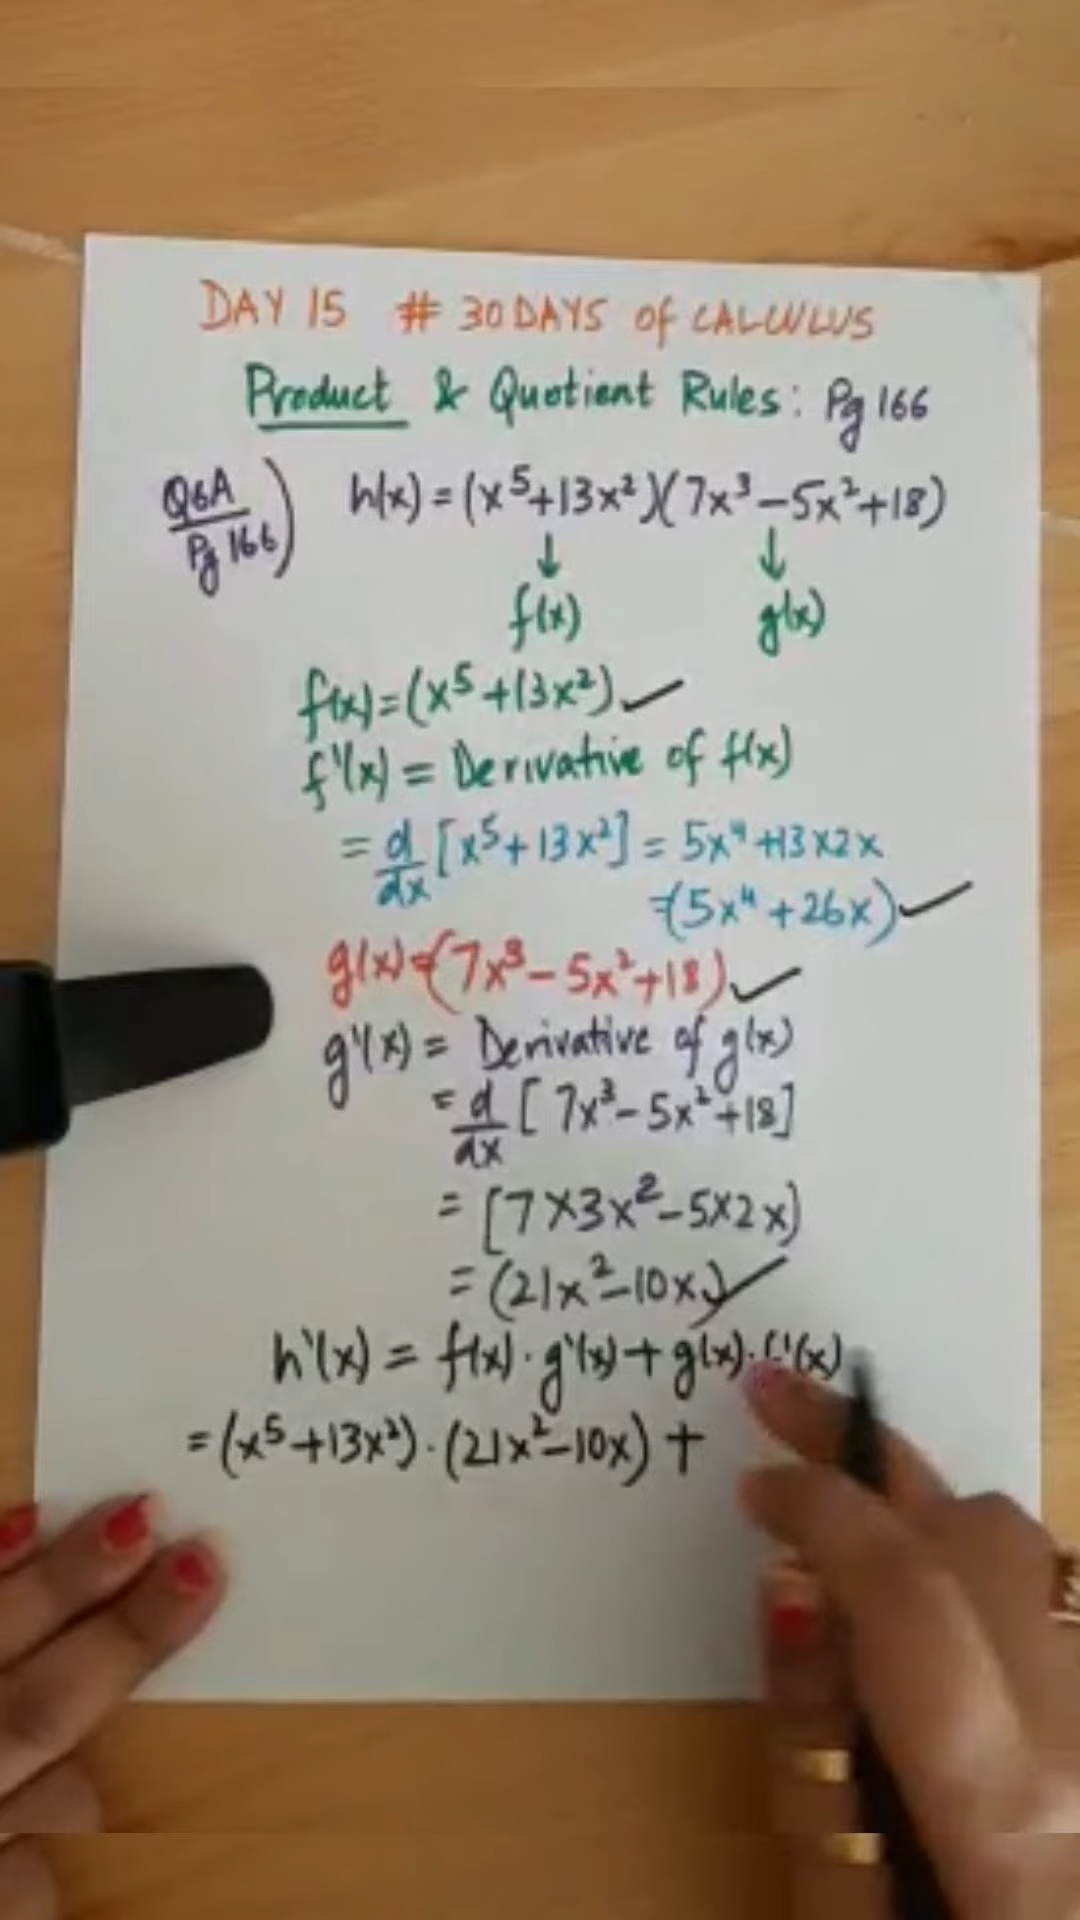 DAY 15 # 30 DAYS of CALCULUS
Product & Quotient Rules: Pg 166
Q6A
Pg 166) h(x) = (x⁵+13x²)(7x³-5x²+18)
↓ ↓
f(x) g(x)
f(x) = (x⁵+13x²) ✓
f'(x) = Derivative of f(x)
= d/dx [x⁵+13x²] = 5x⁴+13×2x
=(5x⁴+26x) ✓
g(x)=(7x³-5x²+18) ✓
g'(x) = Derivative of g(x)
= d/dx [7x³-5x²+18]
= [7×3x²-5×2x)
= (21x²-10x) ✓
h'(x) = f(x)·g'(x)+g(x)·f'(x)
= (x⁵+13x²)·(21x²-10x) +